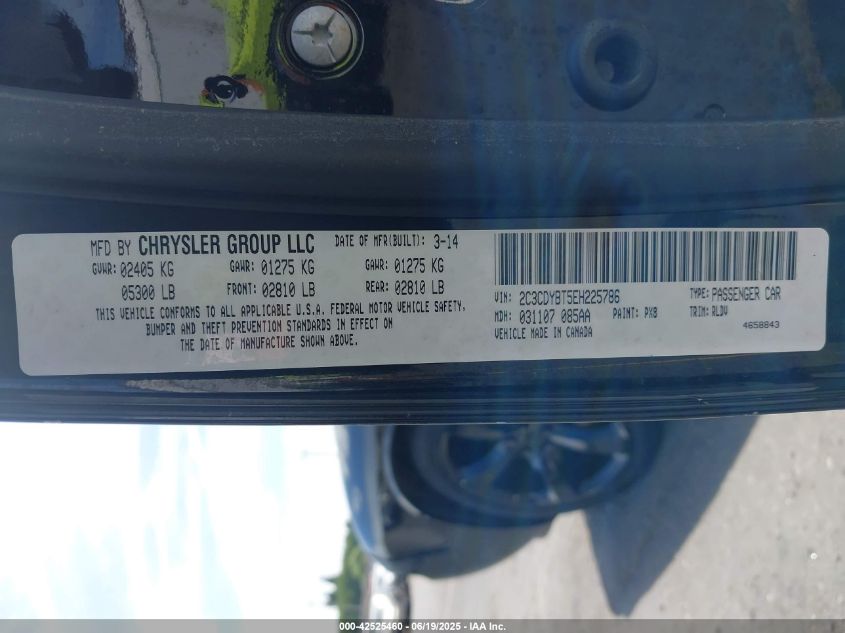 MFD BY CHRYSLER GROUP LLC DATE OF MFR(BUILT): 3-14
GVWR: 02405 KG GAWR: 01275 KG GAWR: 01275 KG
05300 LB FRONT: 02810 LB REAR: 02810 LB
THIS VEHICLE CONFORMS TO ALL APPLICABLE U.S.A. FEDERAL MOTOR VEHICLE SAFETY,
BUMPER AND THEFT PREVENTION STANDARDS IN EFFECT ON
THE DATE OF MANUFACTURE SHOWN ABOVE.
VIN: 2C3CDYBT5EH225786 TYPE: PASSENGER CAR
MDH: 031107 085AA PAINT: PX8 TRIM: RLDV
VEHICLE MADE IN CANADA 4658843
000-42525460 - 06/19/2025 - IAA Inc.